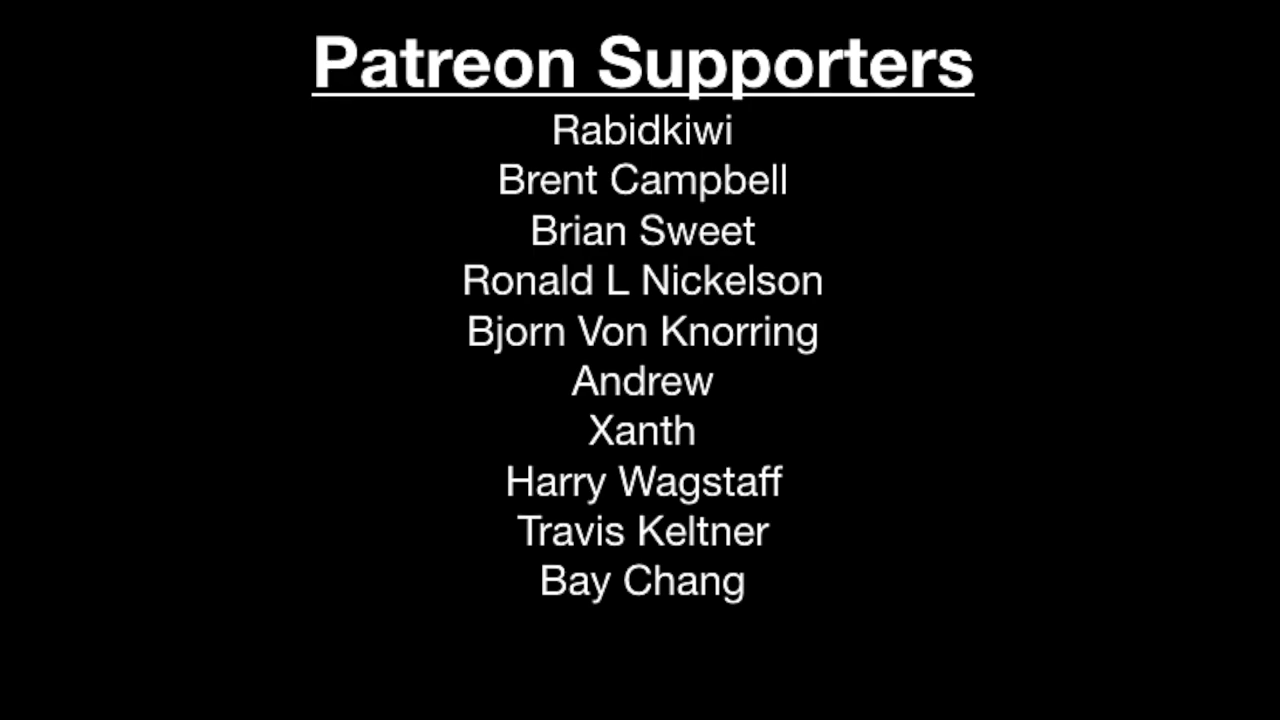 Patreon Supporters
Rabidkiwi
Brent Campbell
Brian Sweet
Ronald L Nickelson
Bjorn Von Knorring
Andrew
Xanth
Harry Wagstaff
Travis Keltner
Bay Chang